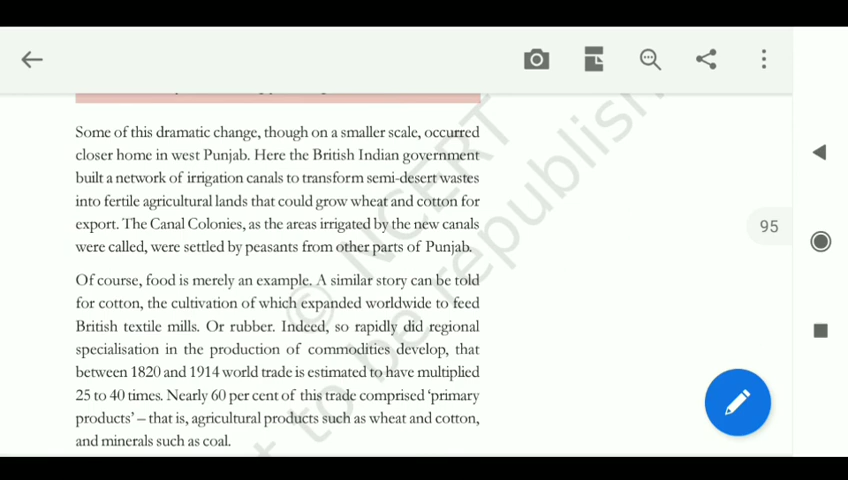 Some of this dramatic change, though on a smaller scale, occurred
closer home in west Punjab. Here the British Indian government
built a network of irrigation canals to transform semi-desert wastes
into fertile agricultural lands that could grow wheat and cotton for
export. The Canal Colonies, as the areas irrigated by the new canals
were called, were settled by peasants from other parts of Punjab.
95
Of course, food is merely an example. A similar story can be told
for cotton, the cultivation of which expanded worldwide to feed
British textile mills. Or rubber. Indeed, so rapidly did regional
specialisation in the production of commodities develop, that
between 1820 and 1914 world trade is estimated to have multiplied
25 to 40 times. Nearly 60 per cent of this trade comprised ‘primary
products’ – that is, agricultural products such as wheat and cotton,
and minerals such as coal.
© NCERT
to be republish